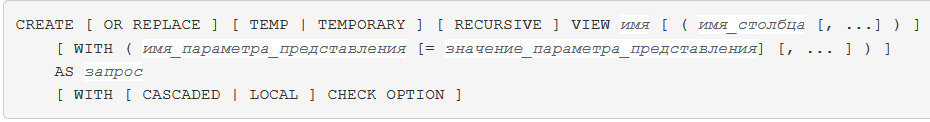 CREATE [ OR REPLACE ] [ TEMP | TEMPORARY ] [ RECURSIVE ] VIEW имя [ ( имя_столбца [, ...] ) ]
[ WITH ( имя_параметра_представления [= значение_параметра_представления] [, ... ] ) ]
AS запрос
[ WITH [ CASCADED | LOCAL ] CHECK OPTION ]